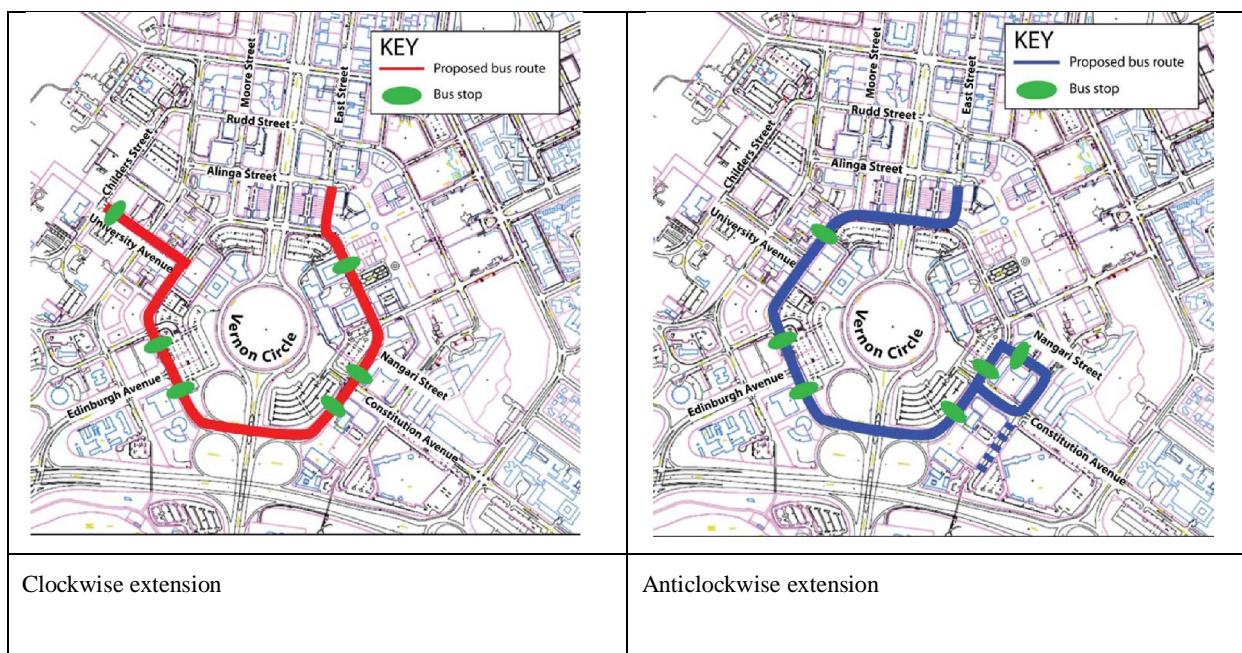 KEY
Proposed bus route
Bus stop
Moore Street
East Street
Rudd Street
Childers Street
Alinga Street
University Avenue
Vernon Circle
Nangari Street
Edinburgh Avenue
Constitution Avenue
KEY
Proposed bus route
Bus stop
Moore Street
East Street
Rudd Street
Childers Street
Alinga Street
University Avenue
Vernon Circle
Nangari Street
Edinburgh Avenue
Constitution Avenue
Clockwise extension
Anticlockwise extension